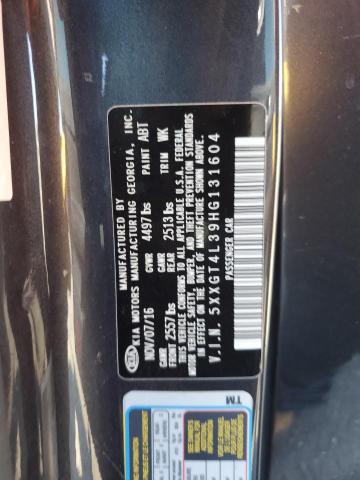 KIA
MANUFACTURED BY
KIA MOTORS MANUFACTURING GEORGIA, INC.
NOV/07/16 GVWR 4497 lbs PAINT ABT
GAWR FRONT 2557 lbs GAWR REAR 2513 lbs TRIM WK
THIS VEHICLE CONFORMS TO ALL APPLICABLE U.S.A. FEDERAL
MOTOR VEHICLE SAFETY, BUMPER, AND THEFT PREVENTION STANDARDS
IN EFFECT ON THE DATE OF MANUFACTURE SHOWN ABOVE.
V.I.N. 5XXGT4L39HG131604
PASSENGER CAR
TM